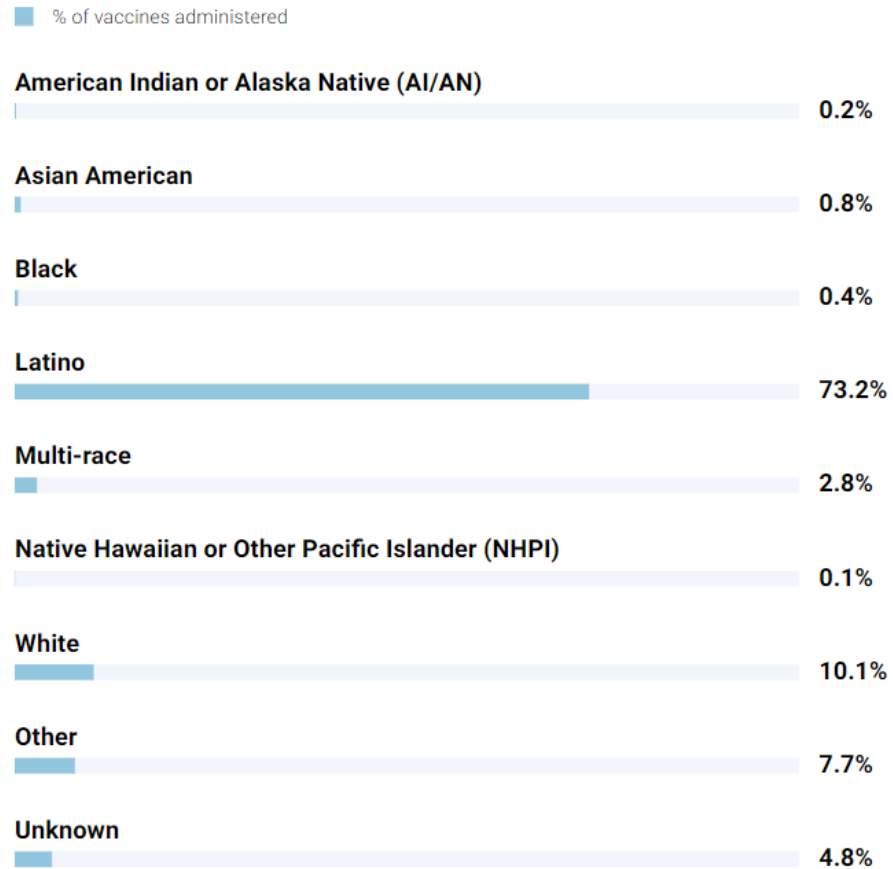 % of vaccines administered
American Indian or Alaska Native (AI/AN)
0.2%
Asian American
0.8%
Black
0.4%
Latino
73.2%
Multi-race
2.8%
Native Hawaiian or Other Pacific Islander (NHPI)
0.1%
White
10.1%
Other
7.7%
Unknown
4.8%